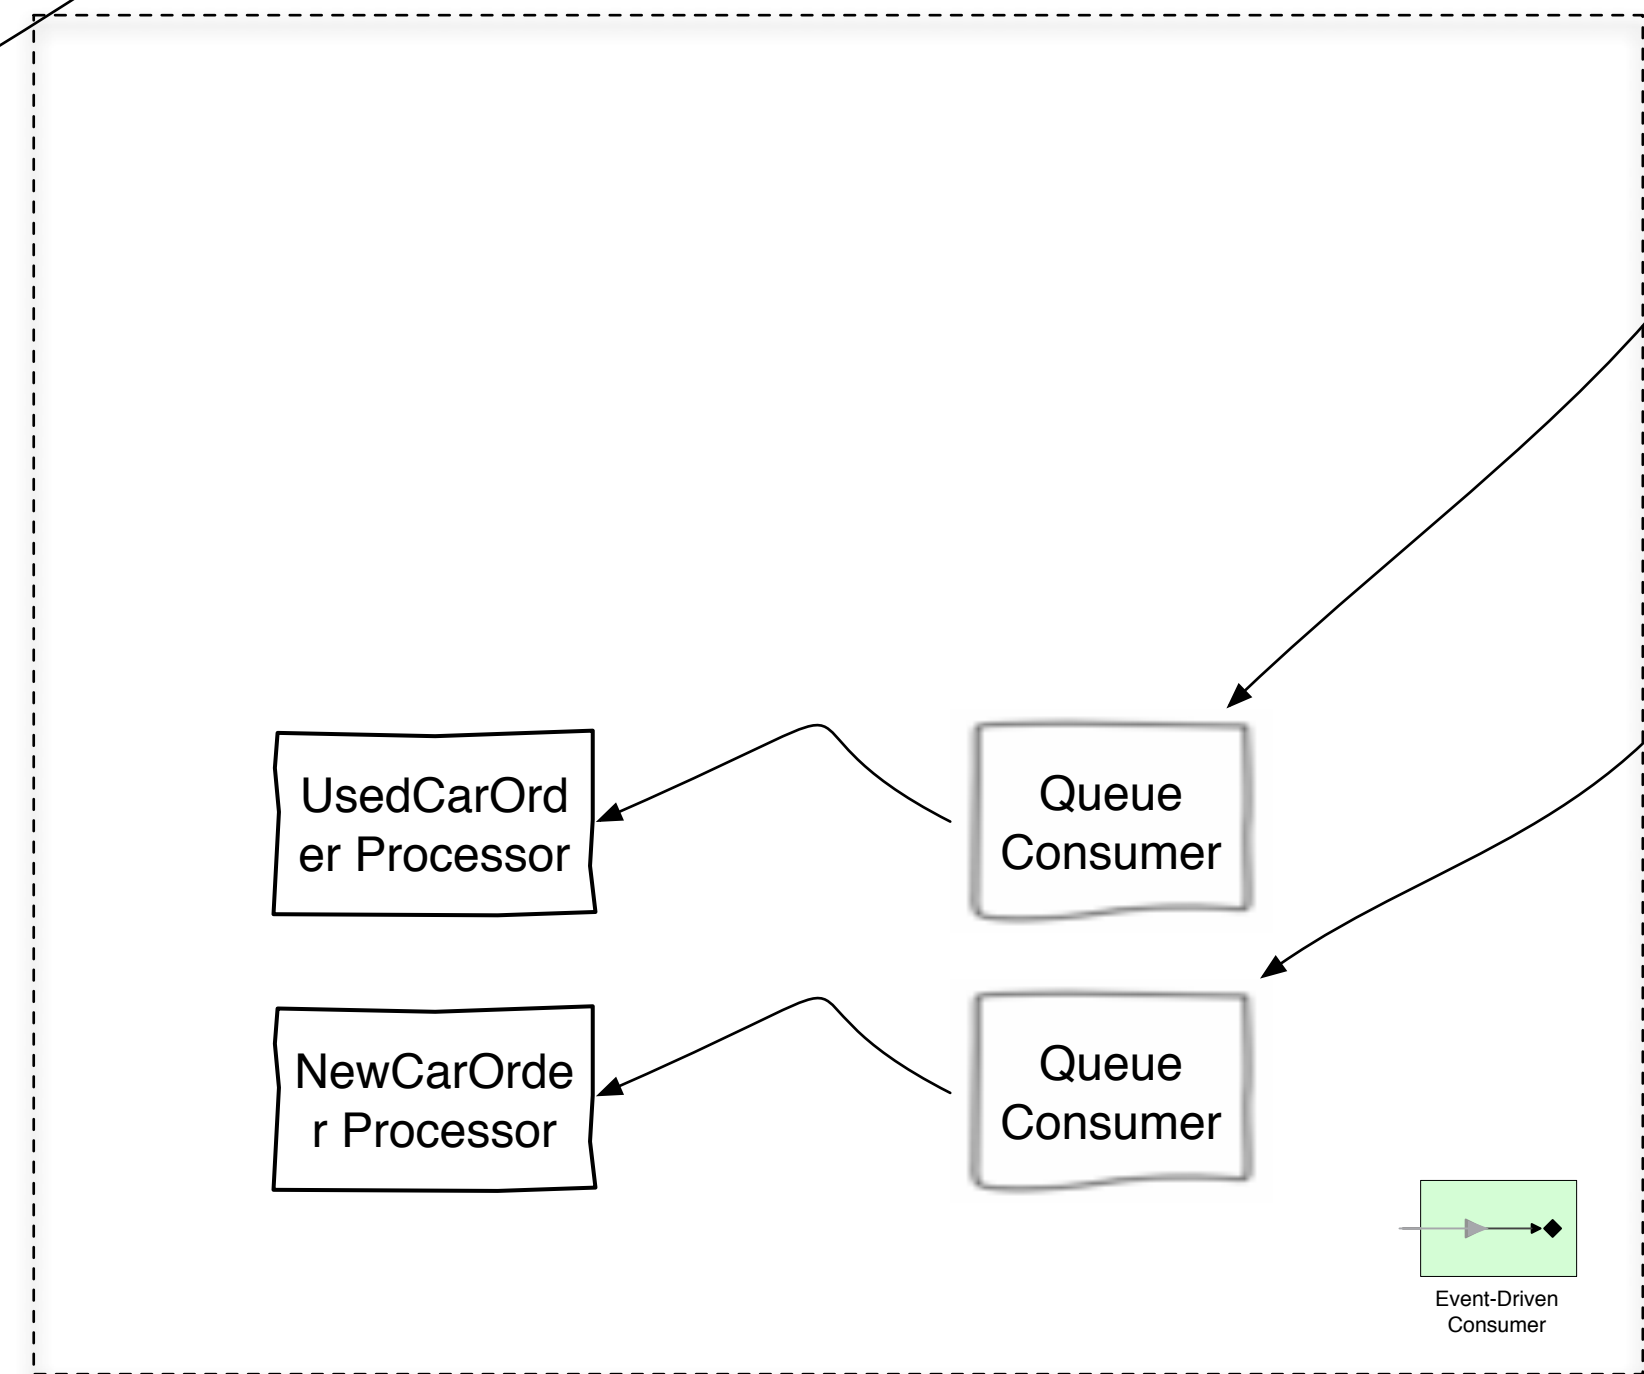 UsedCarOrd
er Processor
Queue
Consumer
NewCarOrde
r Processor
Queue
Consumer
Event-Driven
Consumer